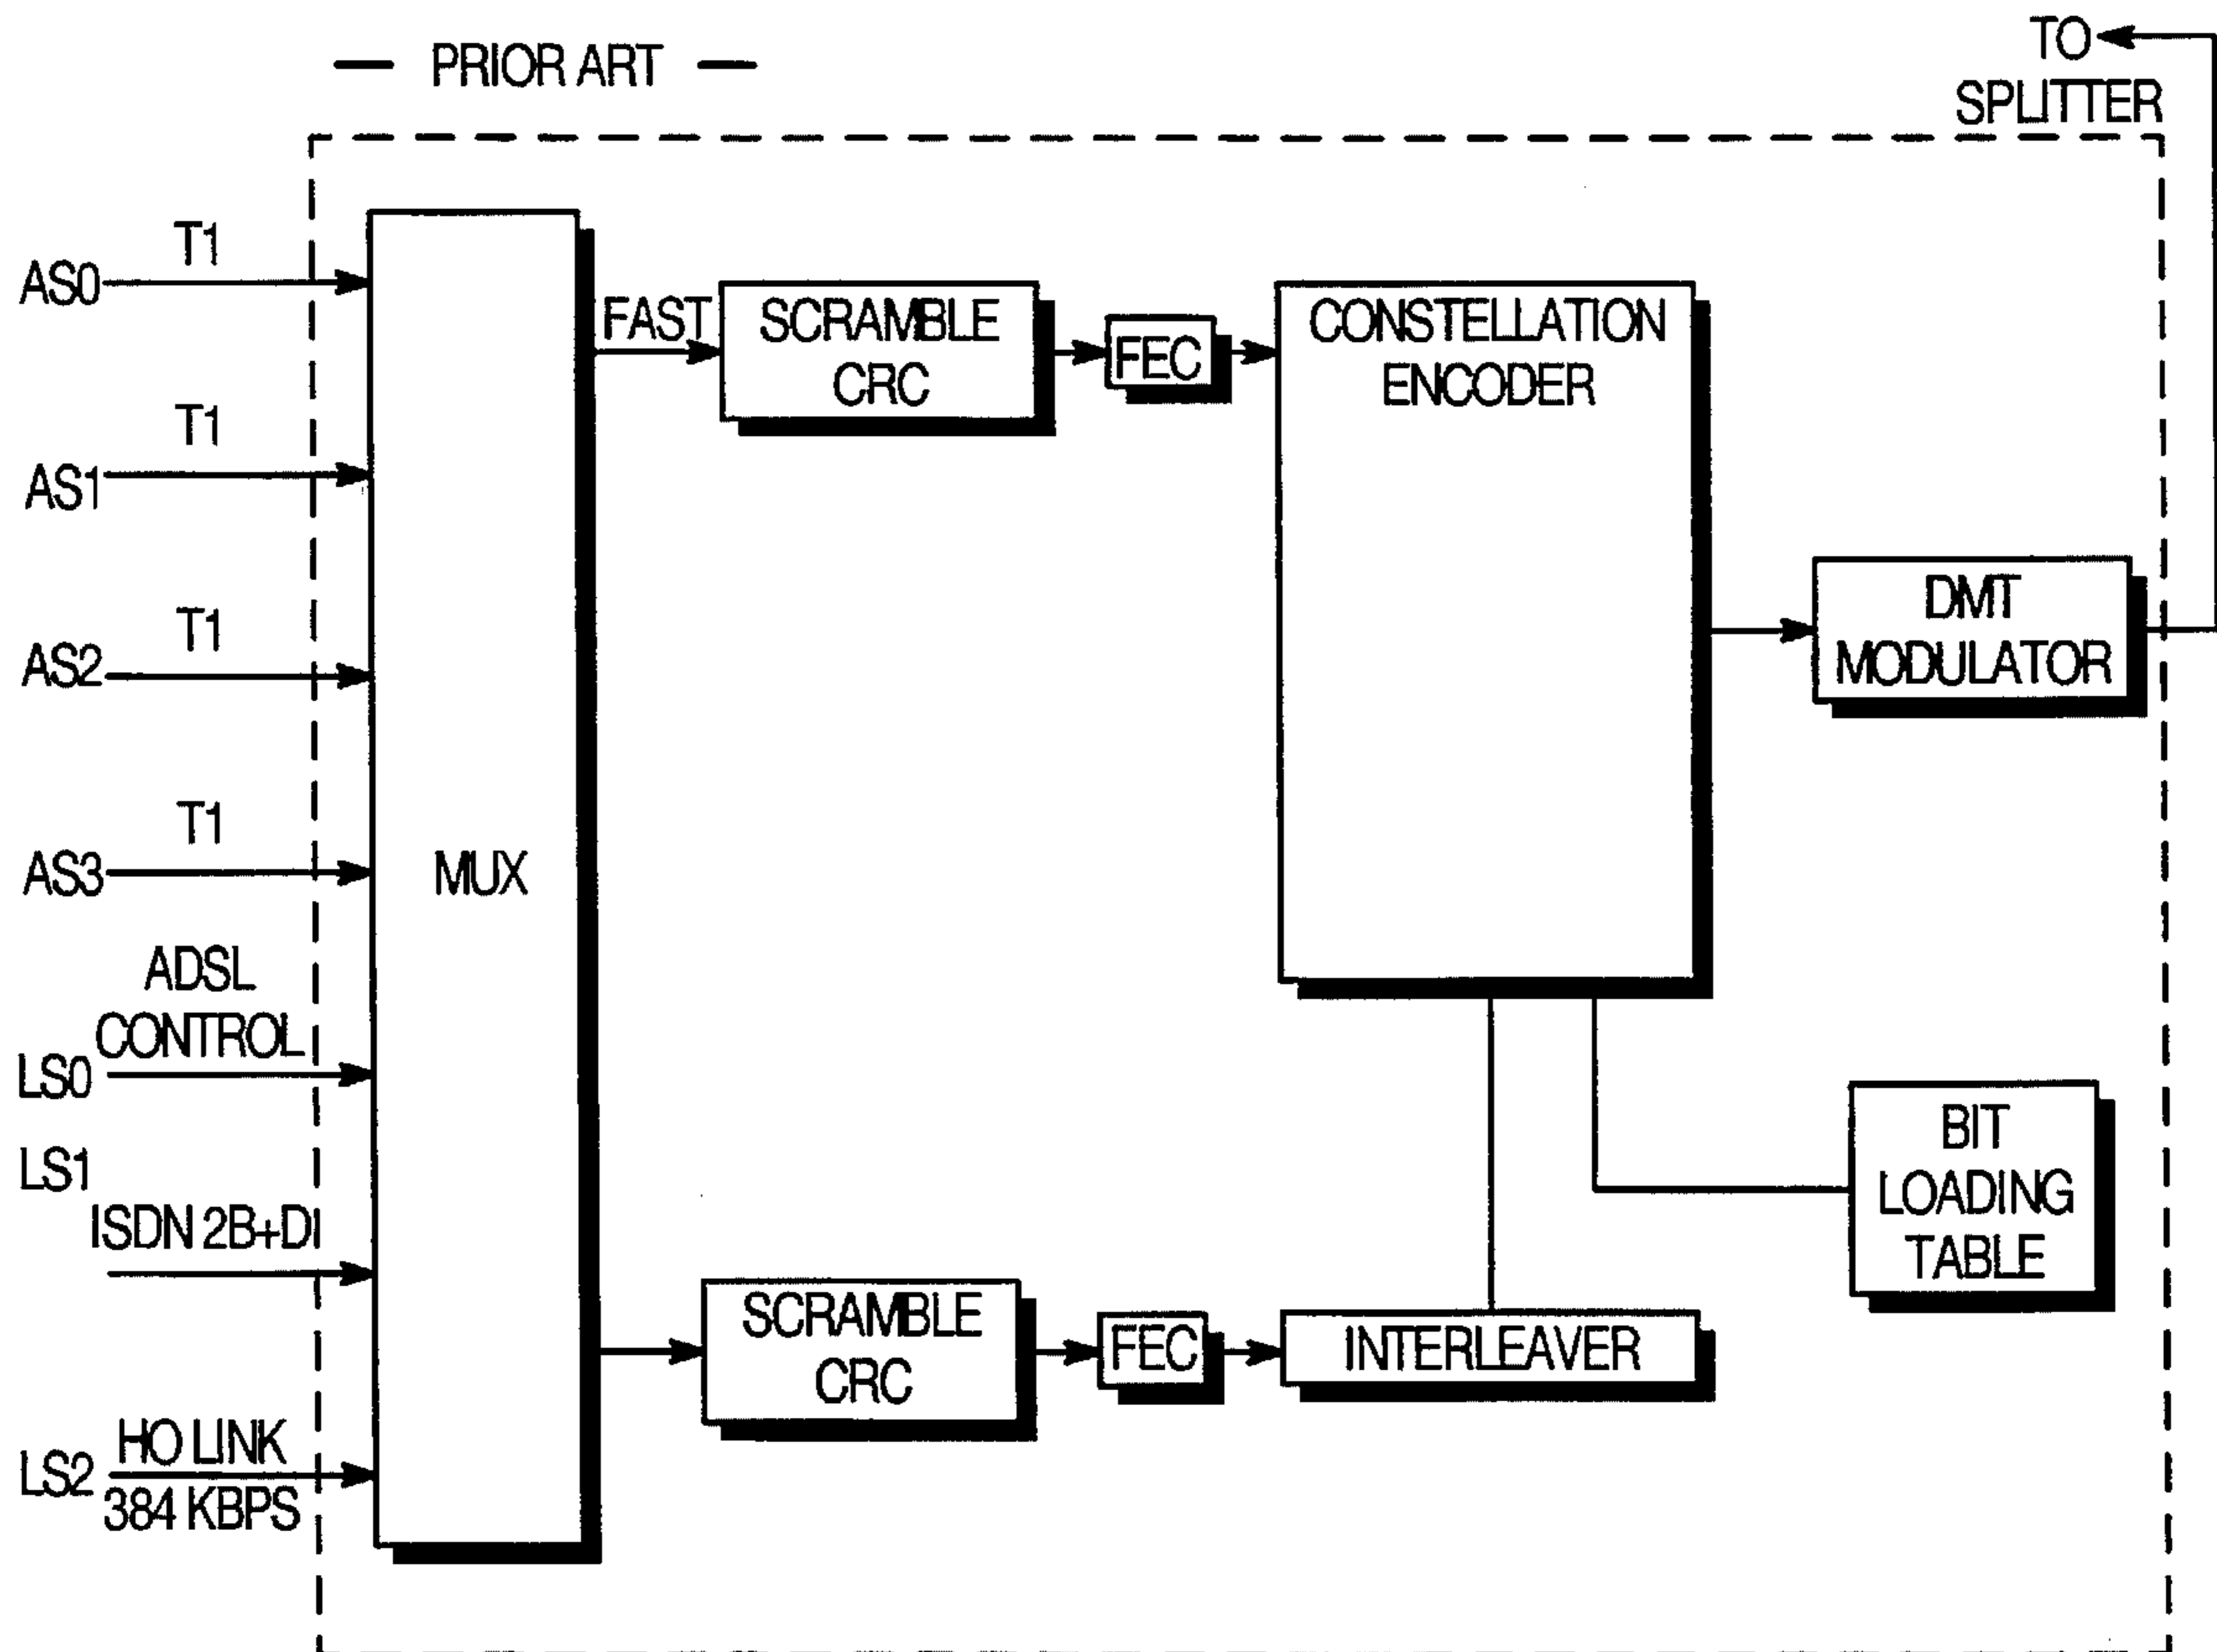 — PRIOR ART —
TO
SPLITTER
T1
AS0
FAST
SCRAMBLE
CRC
FEC
CONSTELLATION
ENCODER
T1
AS1
T1
AS2
DMT
MODULATOR
T1
AS3
MUX
ADSL
CONTROL
LS0
LS1
ISDN 2B+DI
BIT
LOADING
TABLE
SCRAMBLE
CRC
FEC
INTERLEAVER
HO LINK
LS2
384 KBPS